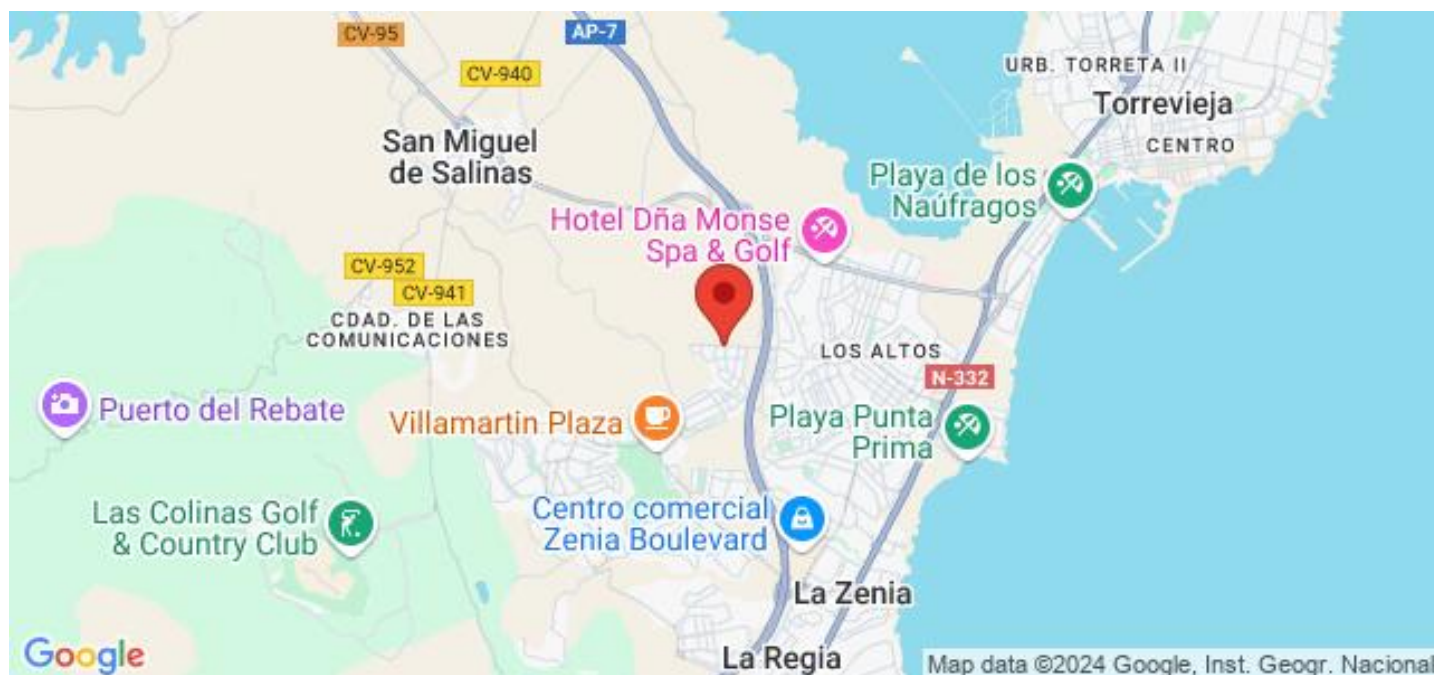 CV-95
AP-7
CV-940
URB. TORRETA II
Torrevieja
CENTRO
San Miguel
de Salinas
Playa de los
Naúfragos
Hotel Dña Monse
Spa & Golf
CV-952
CV-941
CDAD. DE LAS
COMUNICACIONES
LOS ALTOS
N-332
Puerto del Rebate
Villamartin Plaza
Playa Punta
Prima
Las Colinas Golf
& Country Club
Centro comercial
Zenia Boulevard
La Zenia
La Regia
Google
Map data ©2024 Google, Inst. Geogr. Nacional